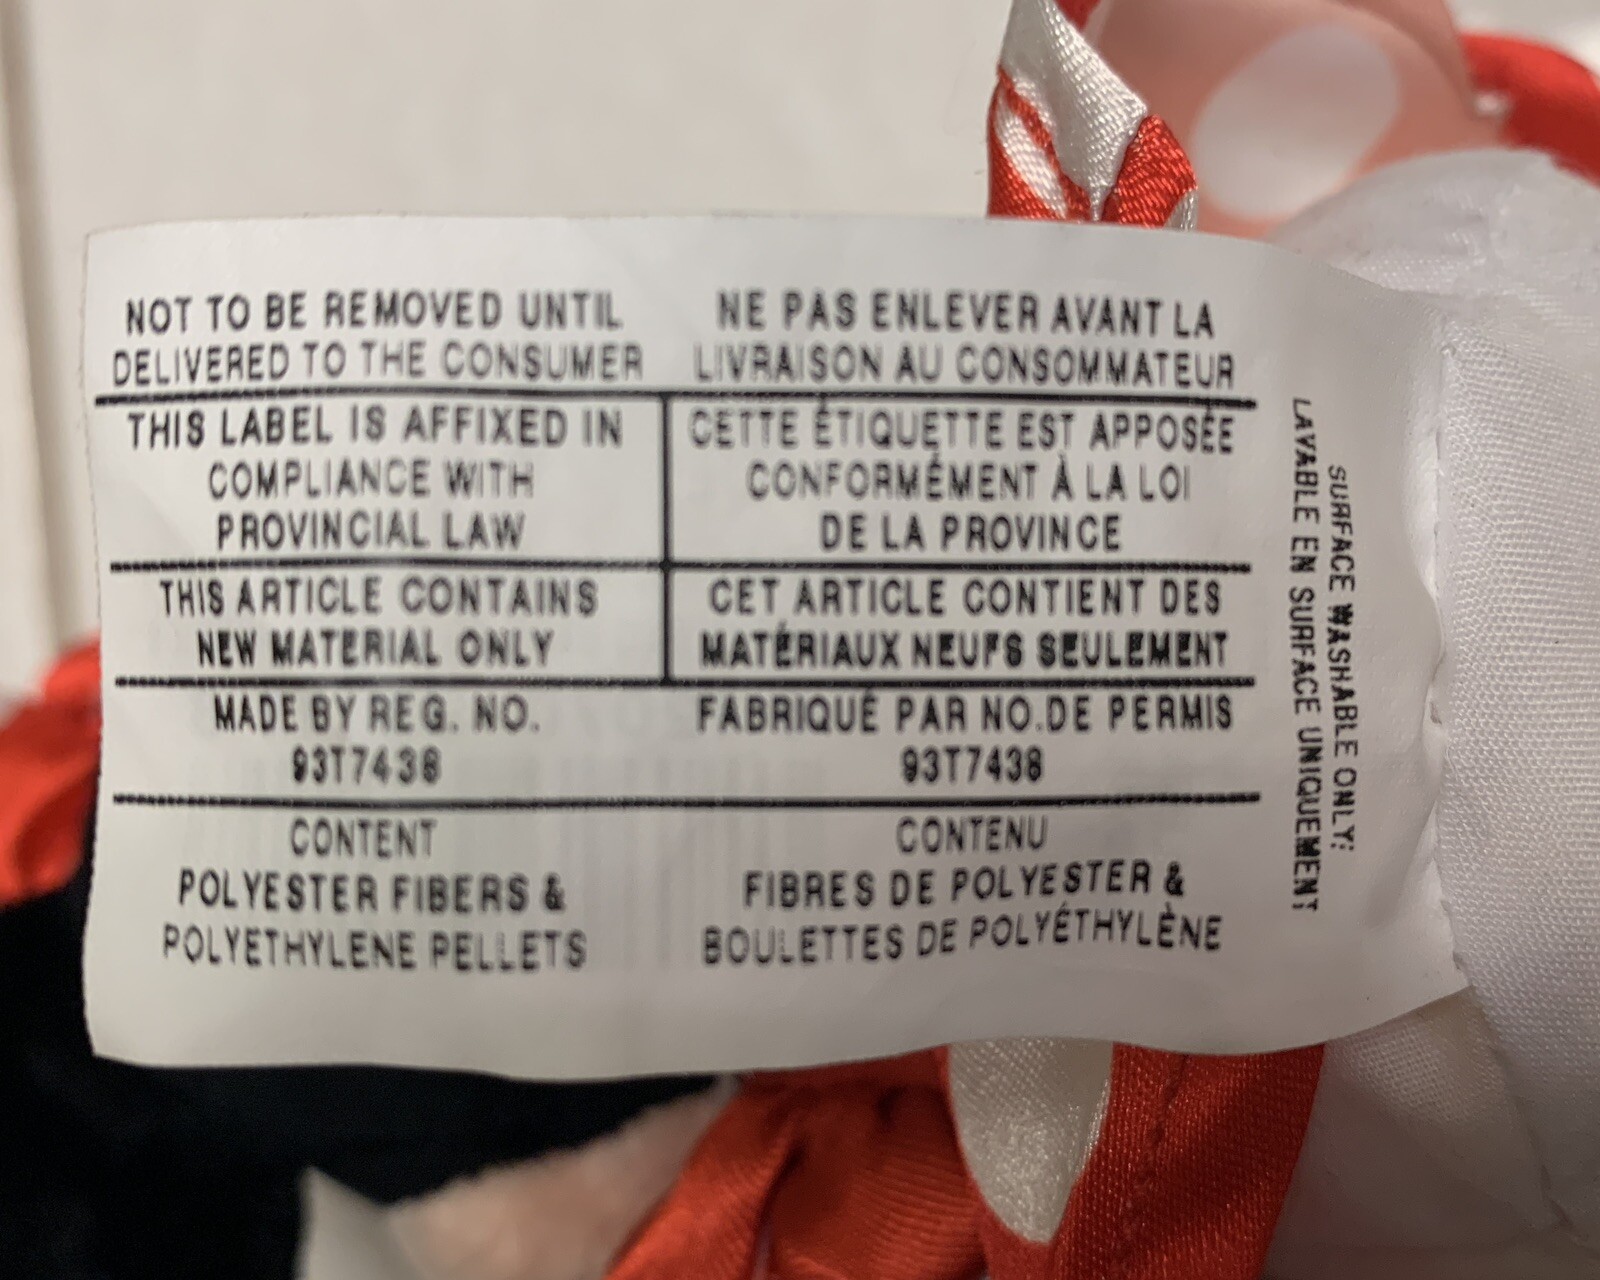 NOT TO BE REMOVED UNTIL
DELIVERED TO THE CONSUMER
NE PAS ENLEVER AVANT LA
LIVRAISON AU CONSOMMATEUR
THIS LABEL IS AFFIXED IN
COMPLIANCE WITH
PROVINCIAL LAW
CETTE ÉTIQUETTE EST APPOSÉE
CONFORMÉMENT À LA LOI
DE LA PROVINCE
THIS ARTICLE CONTAINS
NEW MATERIAL ONLY
CET ARTICLE CONTIENT DES
MATÉRIAUX NEUFS SEULEMENT
MADE BY REG. NO.
93T7438
FABRIQUÉ PAR NO.DE PERMIS
93T7438
CONTENT
POLYESTER FIBERS &
POLYETHYLENE PELLETS
CONTENU
FIBRES DE POLYESTER &
BOULETTES DE POLYÉTHYLÈNE
SURFACE WASHABLE ONLY:
LAVABLE EN SURFACE UNIQUEMENT